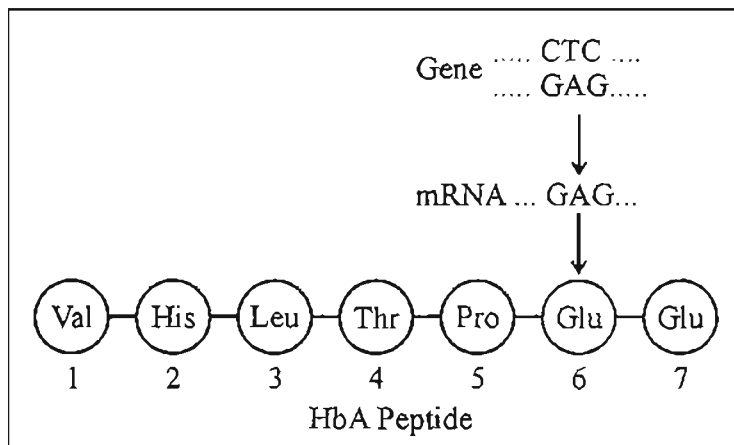 Gene ..... CTC ....
..... GAG.....
mRNA ... GAG...
Val His Leu Thr Pro Glu Glu
1 2 3 4 5 6 7
HbA Peptide